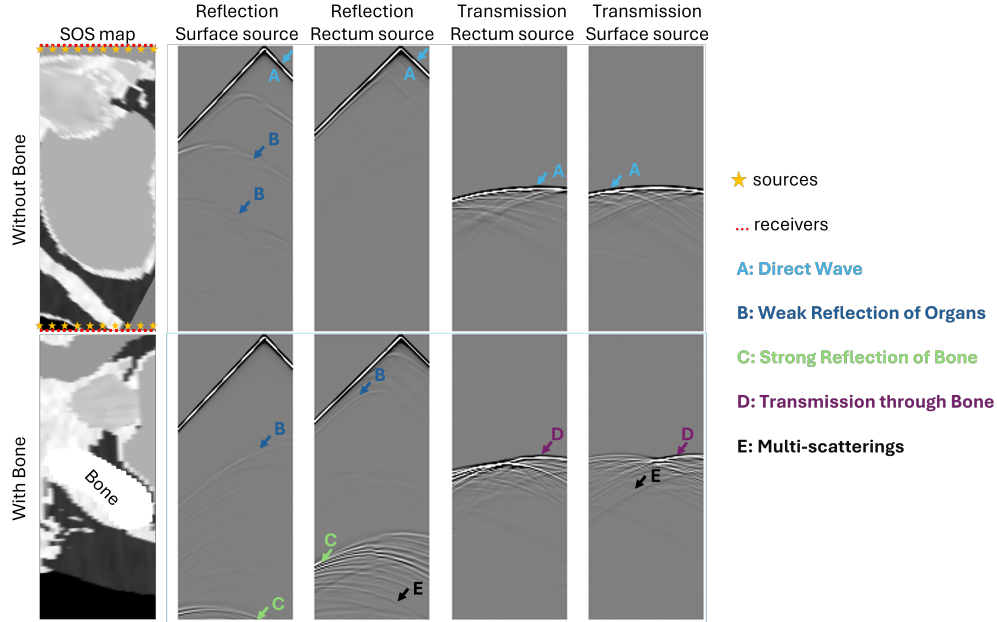 SOS map
Reflection
Surface source
Reflection
Rectum source
Transmission
Rectum source
Transmission
Surface source
Without Bone
A
B
B
A
A
A
With Bone
Bone
B
C
B
C
E
D
D
E
sources
... receivers
A: Direct Wave
B: Weak Reflection of Organs
C: Strong Reflection of Bone
D: Transmission through Bone
E: Multi-scatterings